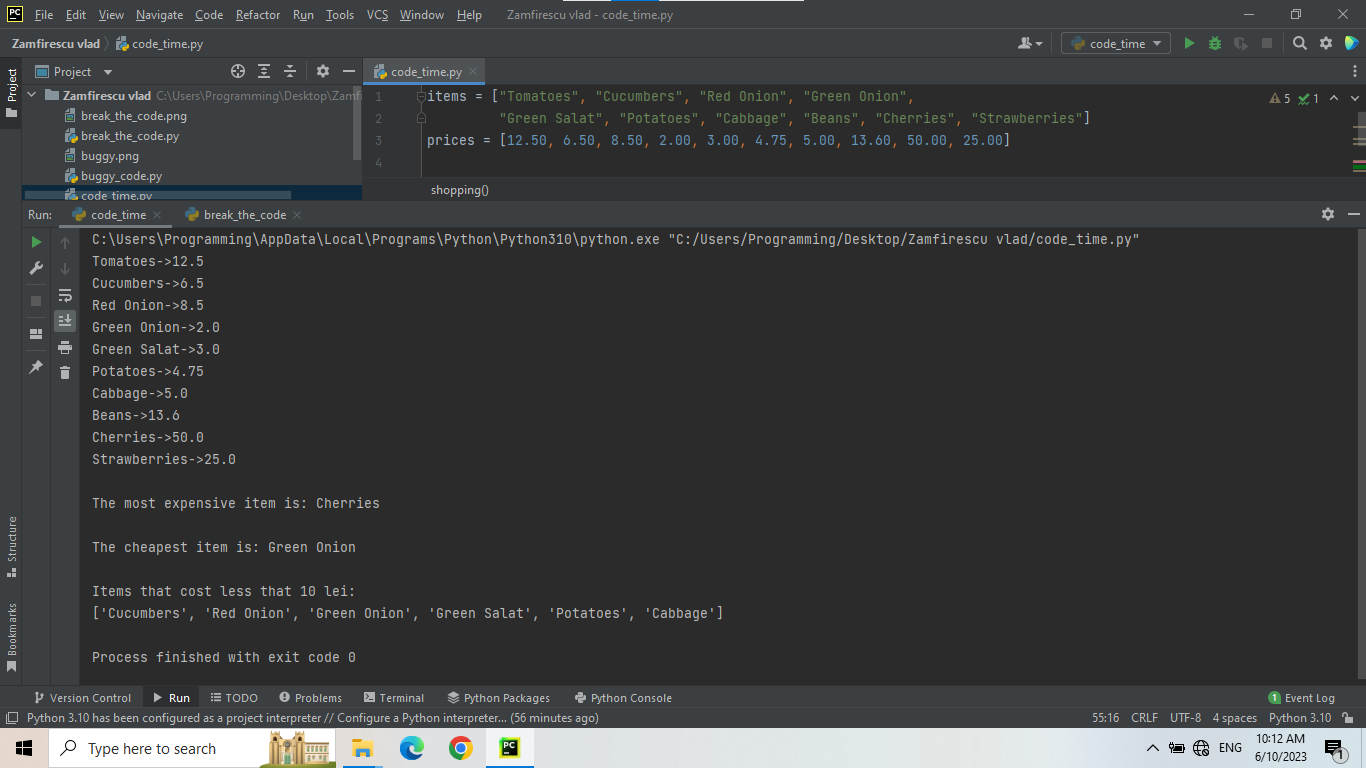 PC File Edit View Navigate Code Refactor Run Tools VCS Window Help Zamfirescu vlad - code_time.py
Zamfirescu vlad code_time.py code_time
Project
Project
code_time.py
Zamfirescu vlad C:\Users\Programming\Desktop\Zamfi
break_the_code.png
break_the_code.py
buggy.png
buggy_code.py
code_time.py
1 items = ["Tomatoes", "Cucumbers", "Red Onion", "Green Onion",
2 "Green Salat", "Potatoes", "Cabbage", "Beans", "Cherries", "Strawberries"]
3 prices = [12.50, 6.50, 8.50, 2.00, 3.00, 4.75, 5.00, 13.60, 50.00, 25.00]
4
5 1
shopping()
Run: code_time break_the_code
C:\Users\Programming\AppData\Local\Programs\Python\Python310\python.exe "C:/Users/Programming/Desktop/Zamfirescu vlad/code_time.py"
Tomatoes->12.5
Cucumbers->6.5
Red Onion->8.5
Green Onion->2.0
Green Salat->3.0
Potatoes->4.75
Cabbage->5.0
Beans->13.6
Cherries->50.0
Strawberries->25.0
The most expensive item is: Cherries
The cheapest item is: Green Onion
Items that cost less that 10 lei:
['Cucumbers', 'Red Onion', 'Green Onion', 'Green Salat', 'Potatoes', 'Cabbage']
Process finished with exit code 0
Structure
Bookmarks
Version Control Run TODO Problems Terminal Python Packages Python Console 1 Event Log
Python 3.10 has been configured as a project interpreter // Configure a Python interpreter... (56 minutes ago) 55:16 CRLF UTF-8 4 spaces Python 3.10
Type here to search PC ENG
10:12 AM
6/10/2023
1